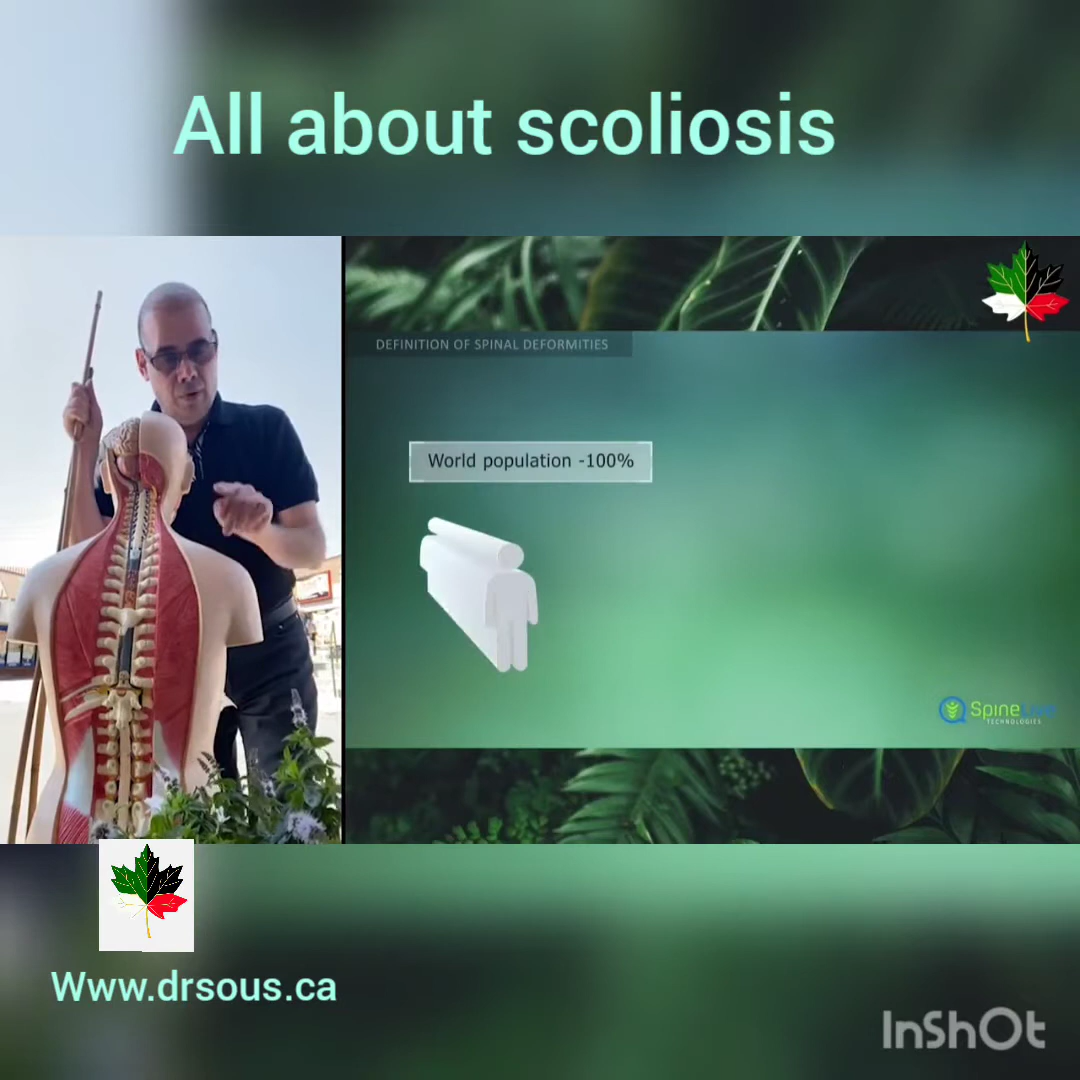 All about scoliosis
DEFINITION OF SPINAL DEFORMITIES
World population -100%
SpineLive
TECHNOLOGIES
Www.drsous.ca
InShOt